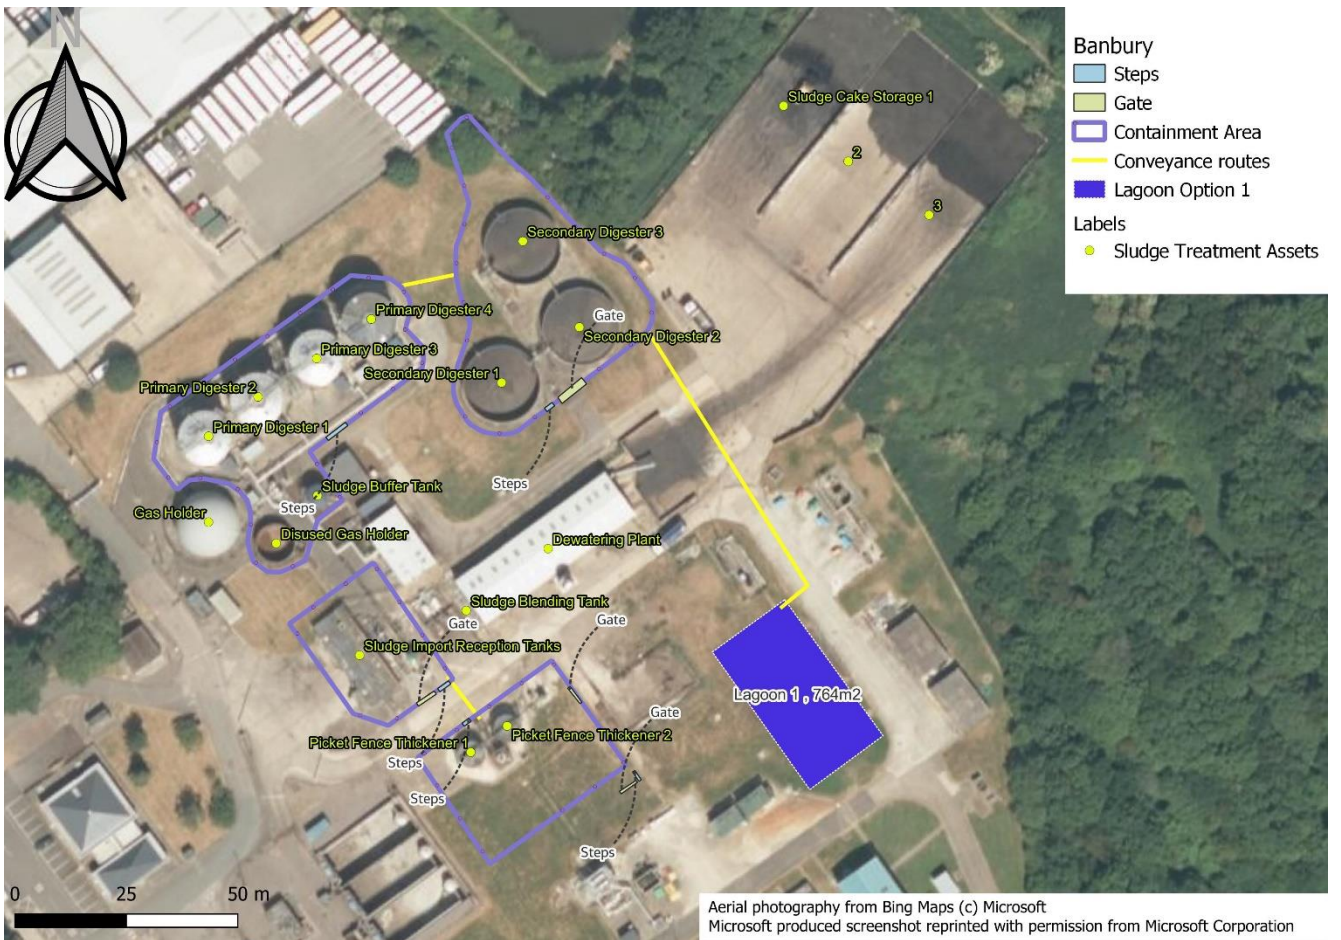 N
Banbury
Steps
Gate
Containment Area
Conveyance routes
Lagoon Option 1
Labels
Sludge Treatment Assets
Sludge Cake Storage 1
2
3
Secondary Digester 3
Primary Digester 4
Gate
Secondary Digester 2
Primary Digester 3
Secondary Digester 1
Primary Digester 2
Primary Digester 1
Steps
Sludge Buffer Tank
Steps
Gas Holder
Disused Gas Holder
Dewatering Plant
Sludge Blending Tank
Gate
Gate
Sludge Import Reception Tanks
Lagoon 1 , 764m2
Gate
Picket Fence Thickener 2
Picket Fence Thickener 1
Steps
Steps
Steps
0 25 50 m
Aerial photography from Bing Maps (c) Microsoft
Microsoft produced screenshot reprinted with permission from Microsoft Corporation